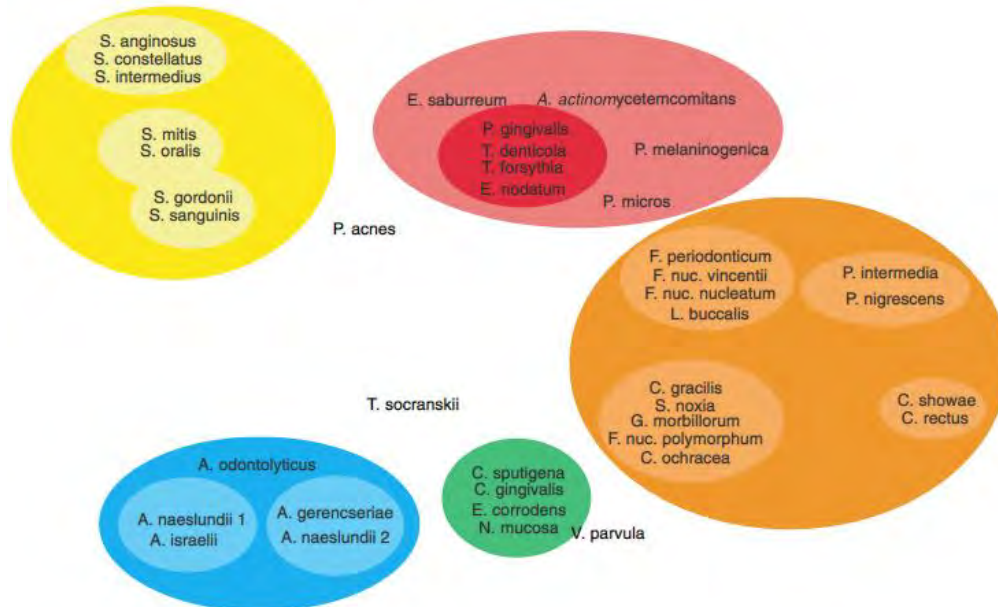 S. anginosus
S. constellatus
S. intermedius
S. mitis
S. oralis
S. gordonii
S. sanguinis
P. acnes
E. saburreum
A. actinomycetemcomitans
P. gingivalis
T. denticola
T. forsythia
E. nodatum
P. melaninogenica
P. micros
F. periodonticum
F. nuc. vincentii
F. nuc. nucleatum
L. buccalis
P. intermedia
P. nigrescens
C. gracilis
S. noxia
G. morbillorum
F. nuc. polymorphum
C. ochracea
C. showae
C. rectus
T. socranskii
A. odontolyticus
A. naeslundii 1
A. israelii
A. gerencseriae
A. naeslundii 2
C. sputigena
C. gingivalis
E. corrodens
N. mucosa
V. parvula